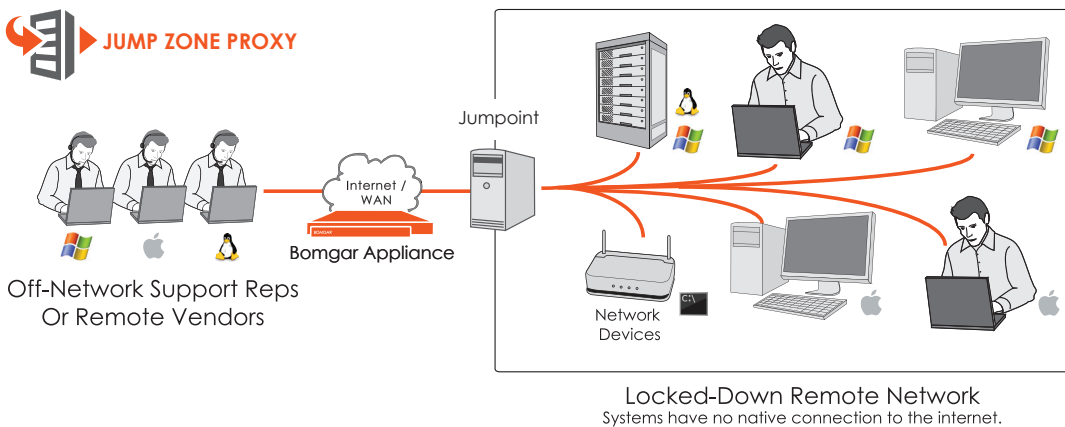 JUMP ZONE PROXY
Jumpoint
Internet /
WAN
BOMGAR
Bomgar Appliance
Off-Network Support Reps
Or Remote Vendors
C:\
Network
Devices
Locked-Down Remote Network
Systems have no native connection to the internet.